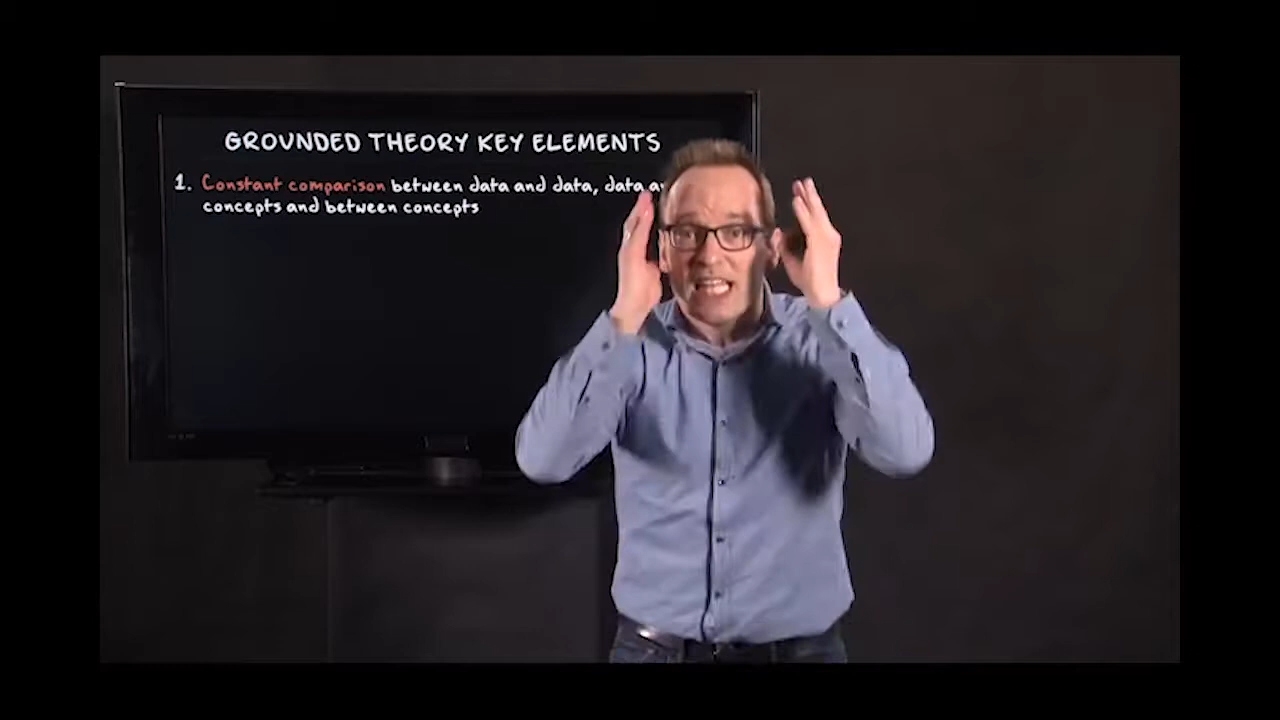 GROUNDED THEORY KEY ELEMENTS
1. Constant comparison between data and data, data
concepts and between concepts